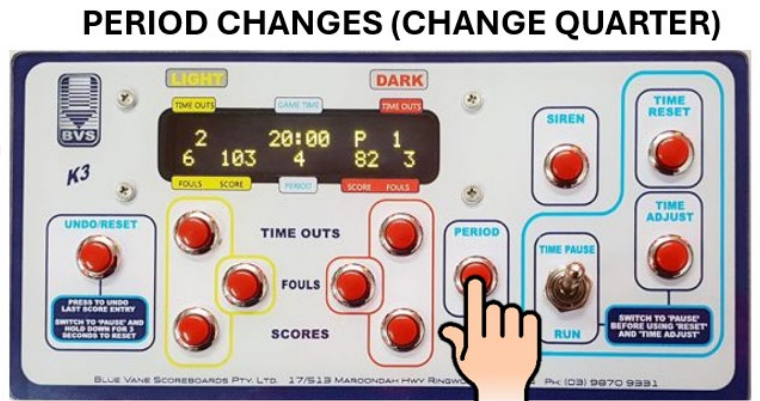 PERIOD CHANGES (CHANGE QUARTER)
LIGHT
DARK
TIME OUTS
GAME TIME
TIME OUTS
2 20:00 P 1
6 103 4 82 3
FOULS SCORE
PERIOD
SCORE FOULS
BVS
K3
SIREN
TIME
RESET
UNDO/RESET
TIME OUTS
PERIOD
TIME
ADJUST
TIME PAUSE
FOULS
PRESS TO UNDO
LAST SCORE ENTRY
SWITCH TO 'PAUSE' AND
HOLD DOWN FOR 3
SECONDS TO RESET
SCORES
RUN
SWITCH TO 'PAUSE'
BEFORE USING 'RESET'
AND 'TIME ADJUST'
BLUE VANE SCOREBOARDS PTY. LTD. 17/513 MAROONDAH HWY PH: (03) 9870 9331